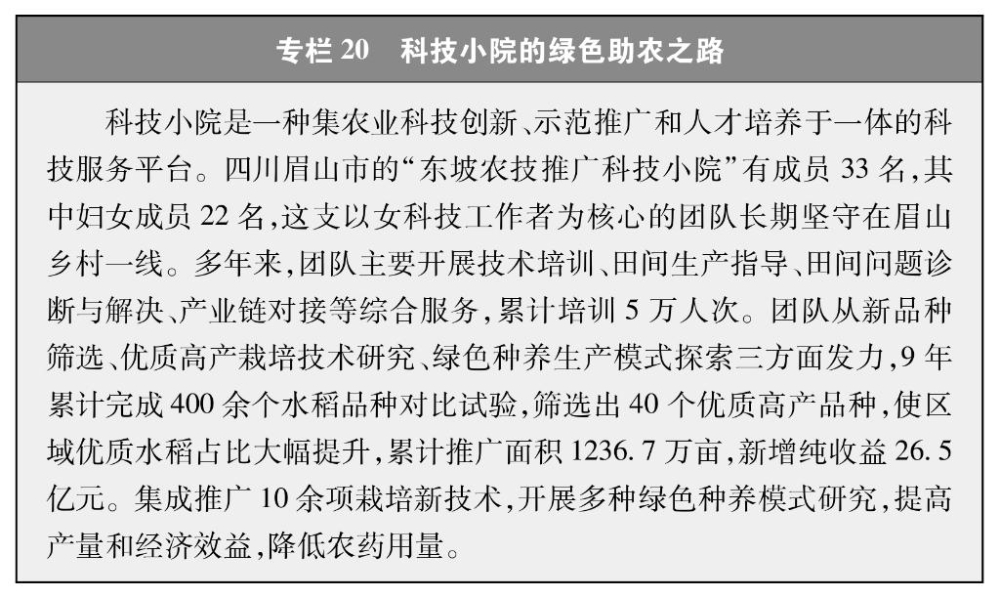 专栏 20 科技小院的绿色助农之路
科技小院是一种集农业科技创新、示范推广和人才培养于一体的科
技服务平台。四川眉山市的“东坡农技推广科技小院”有成员 33 名,其
中妇女成员 22 名,这支以女科技工作者为核心的团队长期坚守在眉山
乡村一线。多年来,团队主要开展技术培训、田间生产指导、田间问题诊
断与解决、产业链对接等综合服务,累计培训 5 万人次。团队从新品种
筛选、优质高产栽培技术研究、绿色种养生产模式探索三方面发力,9 年
累计完成 400 余个水稻品种对比试验,筛选出 40 个优质高产品种,使区
域优质水稻占比大幅提升,累计推广面积 1236. 7 万亩,新增纯收益 26. 5
亿元。集成推广 10 余项栽培新技术,开展多种绿色种养模式研究,提高
产量和经济效益,降低农药用量。